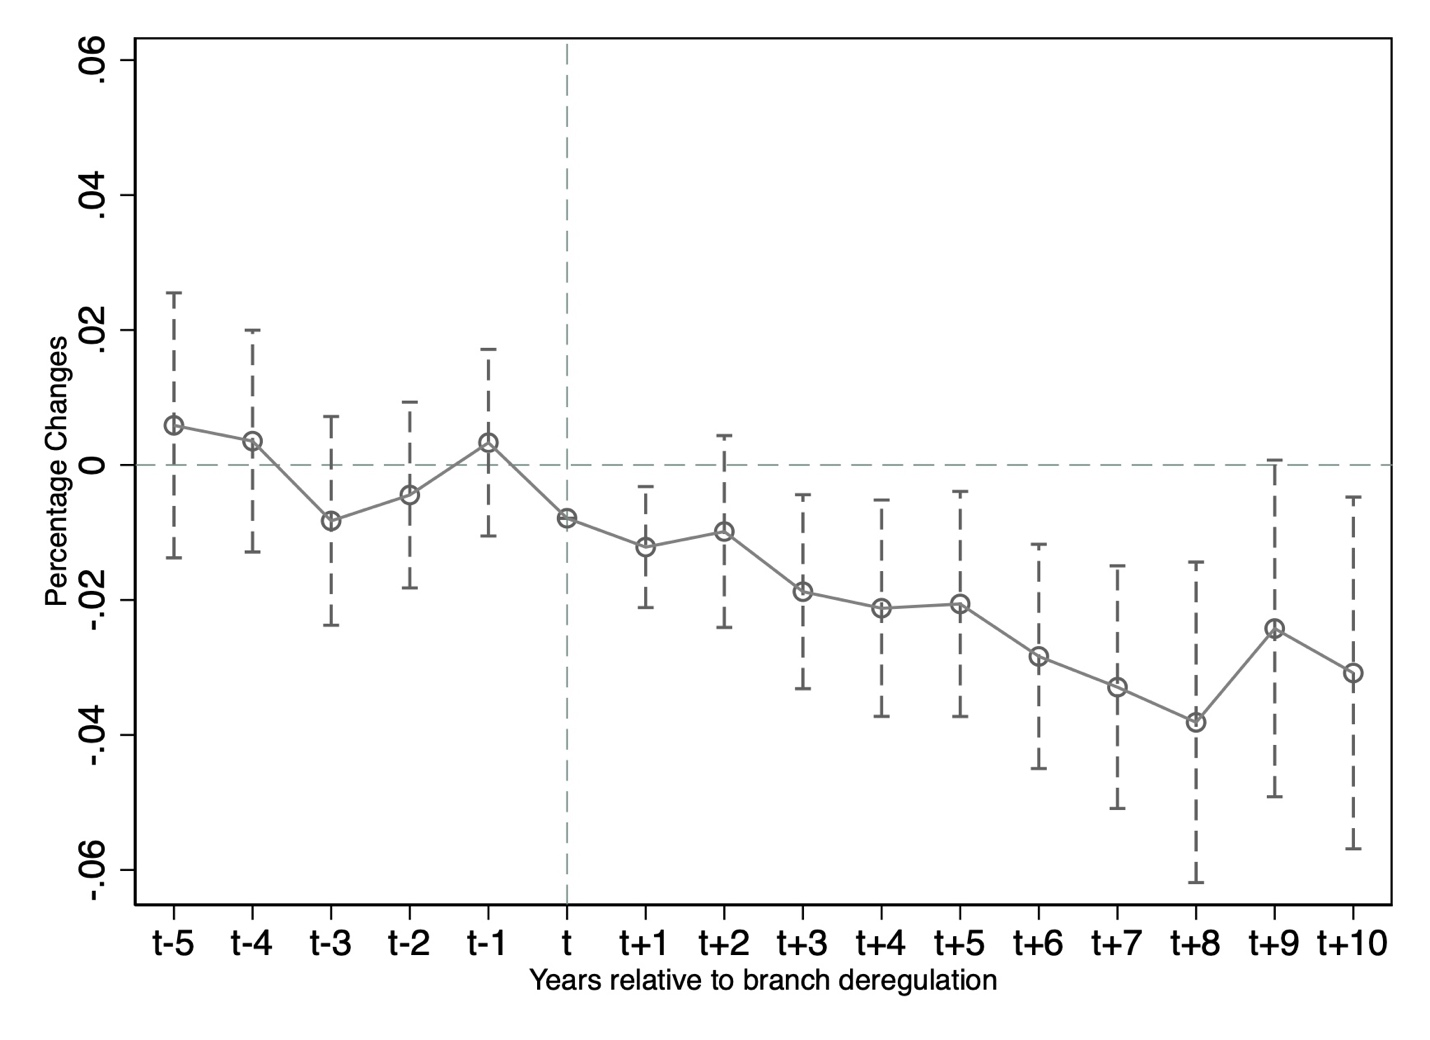 Percentage Changes
.06
.04
.02
0
-.02
-.04
-.06
t-5 t-4 t-3 t-2 t-1 t t+1 t+2 t+3 t+4 t+5 t+6 t+7 t+8 t+9 t+10
Years relative to branch deregulation